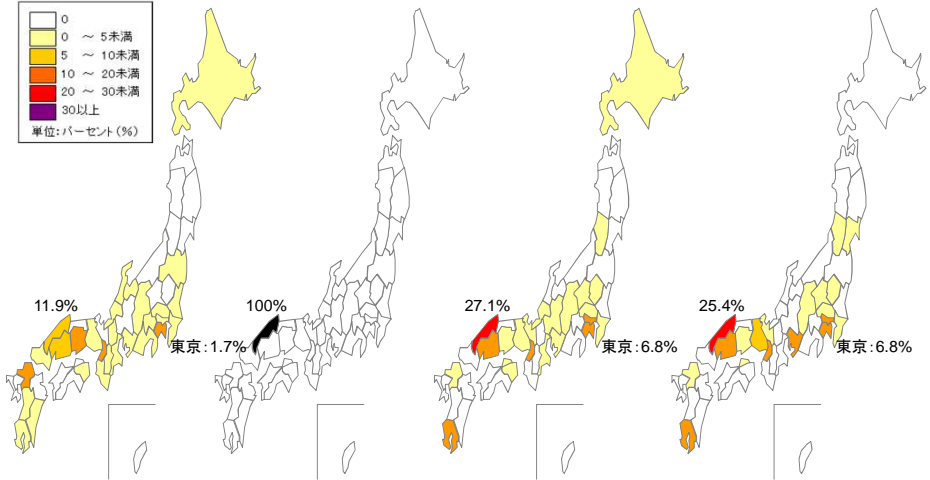 0
0 ～ 5未満
5 ～ 10未満
10 ～ 20未満
20 ～ 30未満
30以上
単位：パーセント（%）
11.9%
東京：1.7%
100%
27.1%
東京：6.8%
25.4%
東京：6.8%